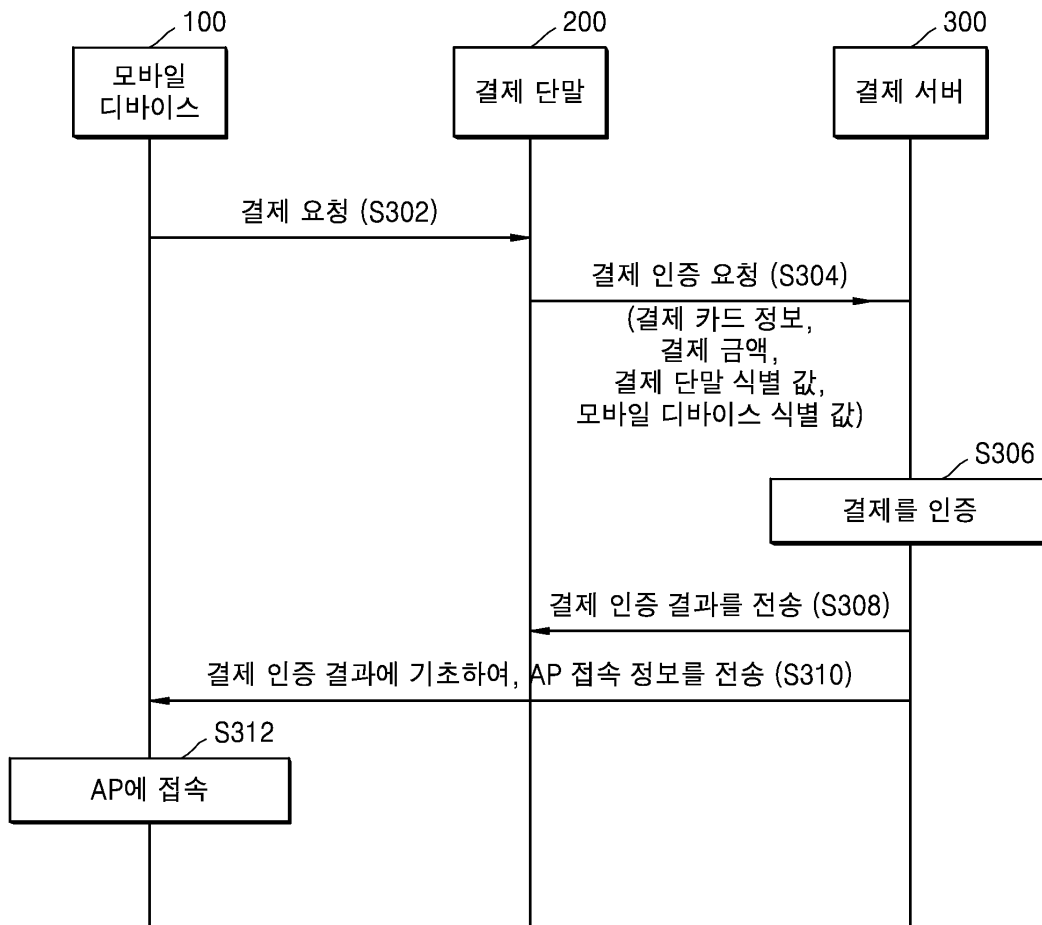 100
200
300
모바일
디바이스
결제 단말
결제 서버
결제 요청 (S302)
결제 인증 요청 (S304)
(결제 카드 정보,
결제 금액,
결제 단말 식별 값,
모바일 디바이스 식별 값)
S306
결제를 인증
결제 인증 결과를 전송 (S308)
결제 인증 결과에 기초하여, AP 접속 정보를 전송 (S310)
S312
AP에 접속